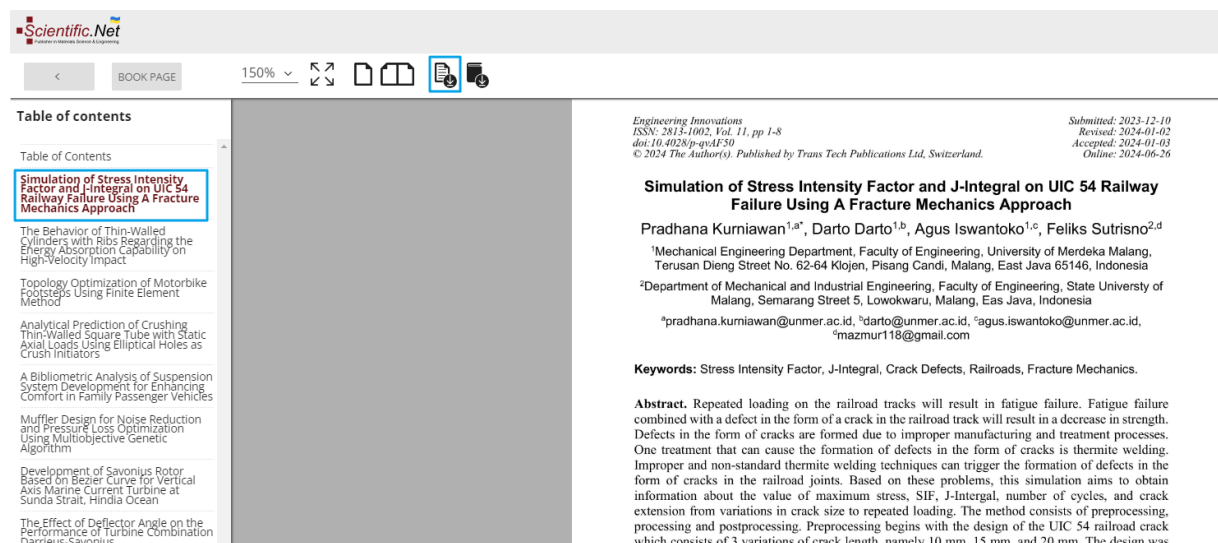 Scientific.Net
Publisher in Materials Science & Engineering
<
BOOK PAGE
150%
Table of contents
Table of Contents
Simulation of Stress Intensity
Factor and J-Integral on UIC 54
Railway Failure Using A Fracture
Mechanics Approach
The Behavior of Thin-Walled
Cylinders with Ribs Regarding the
Energy Absorption Capability on
High-Velocity Impact
Topology Optimization of Motorbike
Footsteps Using Finite Element
Method
Analytical Prediction of Crushing
Thin-Walled Square Tube with Static
Axial Loads Using Elliptical Holes as
Crush Initiators
A Bibliometric Analysis of Suspension
System Development for Enhancing
Comfort in Family Passenger Vehicles
Muffler Design for Noise Reduction
and Pressure Loss Optimization
Using Multiobjective Genetic
Algorithm
Development of Savonius Rotor
Based on Bezier Curve for Vertical
Axis Marine Current Turbine at
Sunda Strait, Hindia Ocean
The Effect of Deflector Angle on the
Performance of Turbine Combination
Darrieus-Savonius
Engineering Innovations
ISSN: 2813-1002, Vol. 11, pp 1-8
doi:10.4028/p-qvAF50
© 2024 The Author(s). Published by Trans Tech Publications Ltd, Switzerland.
Submitted: 2023-12-10
Revised: 2024-01-02
Accepted: 2024-01-03
Online: 2024-06-26
Simulation of Stress Intensity Factor and J-Integral on UIC 54 Railway
Failure Using A Fracture Mechanics Approach
Pradhana Kurniawan1,a*, Darto Darto1,b, Agus Iswantoko1,c, Feliks Sutrisno2,d
1Mechanical Engineering Department, Faculty of Engineering, University of Merdeka Malang,
Terusan Dieng Street No. 62-64 Klojen, Pisang Candi, Malang, East Java 65146, Indonesia
2Department of Mechanical and Industrial Engineering, Faculty of Engineering, State Universty of
Malang, Semarang Street 5, Lowokwaru, Malang, Eas Java, Indonesia
apradhana.kurniawan@unmer.ac.id, bdarto@unmer.ac.id, cagus.iswantoko@unmer.ac.id,
dmazmur118@gmail.com
Keywords: Stress Intensity Factor, J-Integral, Crack Defects, Railroads, Fracture Mechanics.
Abstract. Repeated loading on the railroad tracks will result in fatigue failure. Fatigue failure
combined with a defect in the form of a crack in the railroad track will result in a decrease in strength.
Defects in the form of cracks are formed due to improper manufacturing and treatment processes.
One treatment that can cause the formation of defects in the form of cracks is thermite welding.
Improper and non-standard thermite welding techniques can trigger the formation of defects in the
form of cracks in the railroad joints. Based on these problems, this simulation aims to obtain
information about the value of maximum stress, SIF, J-Intergal, number of cycles, and crack
extension from variations in crack size to repeated loading. The method consists of preprocessing,
processing and postprocessing. Preprocessing begins with the design of the UIC 54 railroad crack
which consists of 3 variations of crack length, namely 10 mm, 15 mm, and 20 mm. The design was